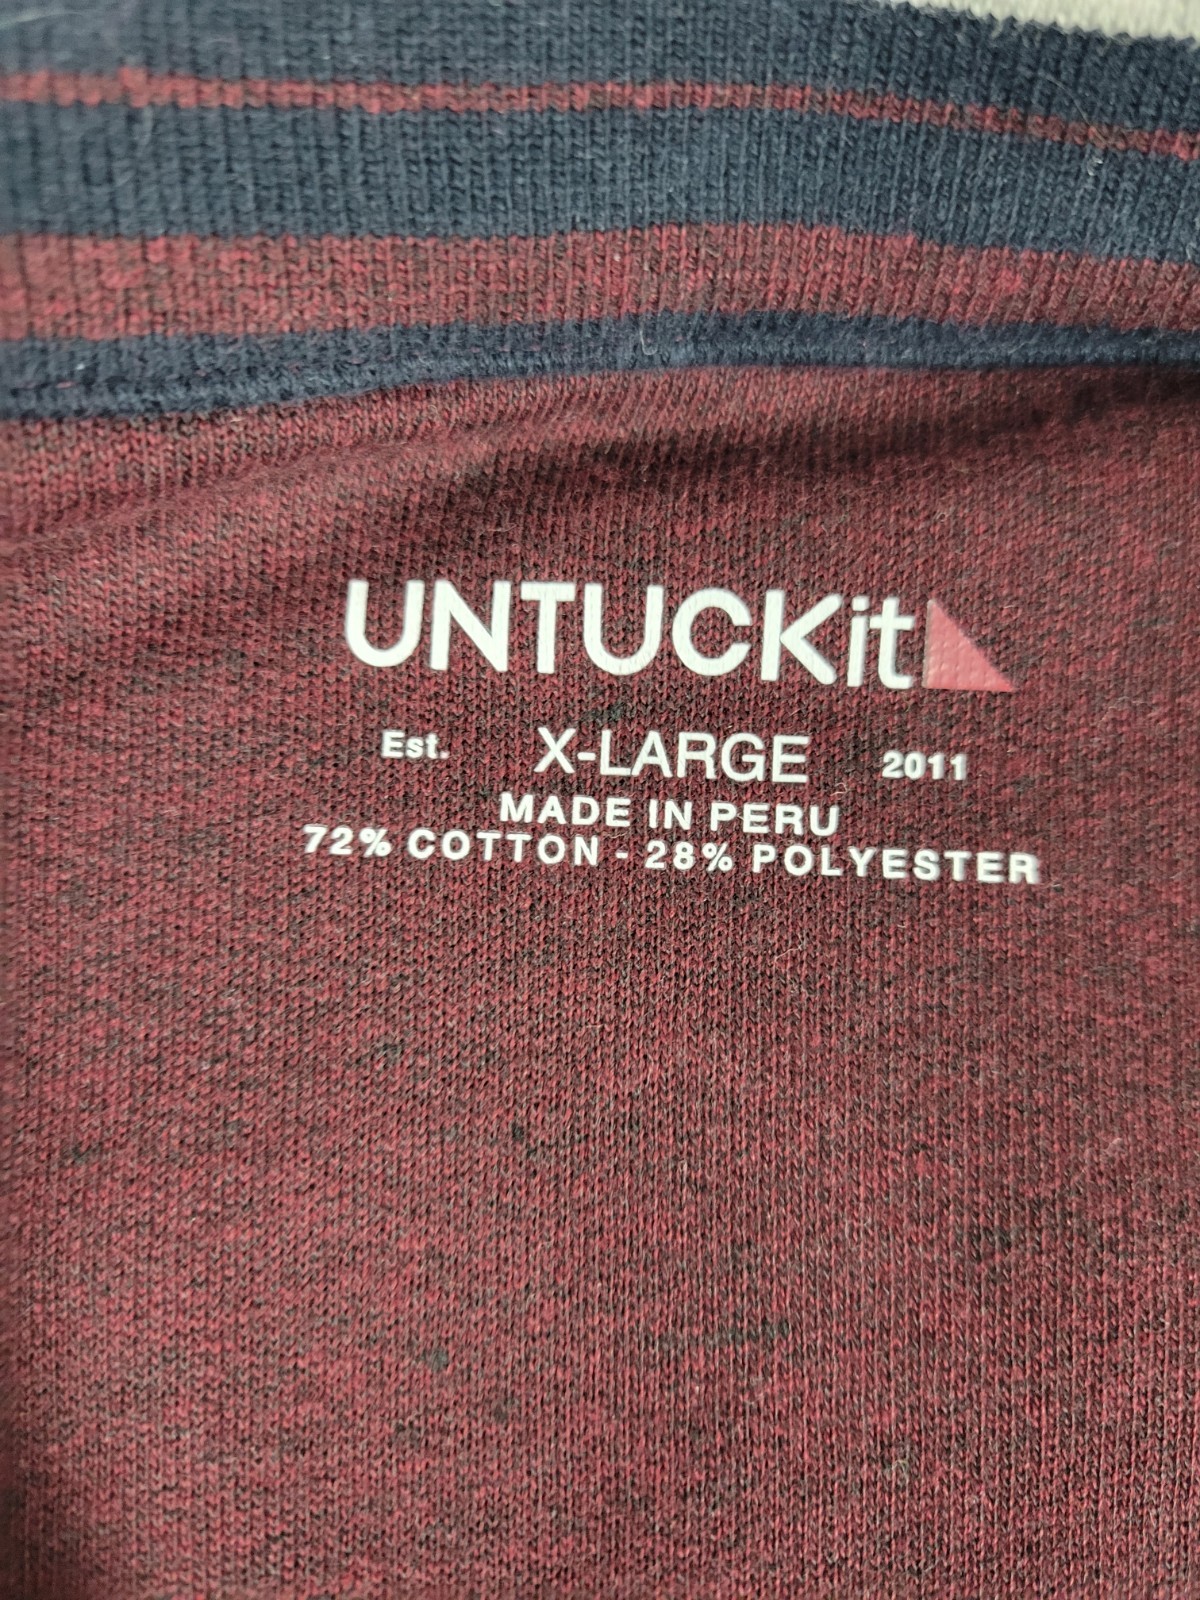 UNTUCKit
Est. X-LARGE 2011
MADE IN PERU
72% COTTON - 28% POLYESTER